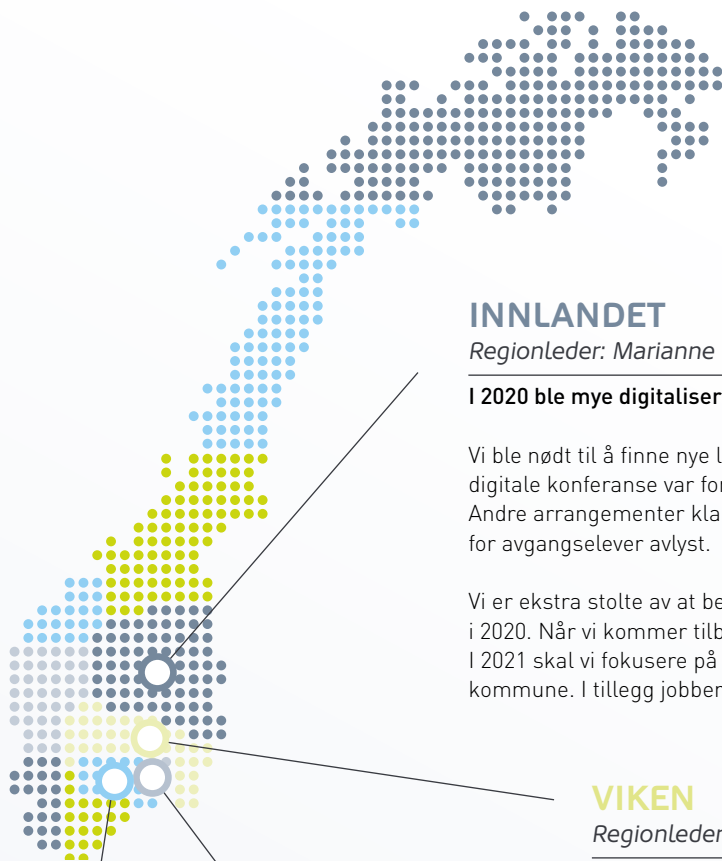 INNLANDET
Regionleder: Marianne
I 2020 ble mye digitaliser
Vi ble nødt til å finne nye l
digitale konferanse var for
Andre arrangementer kla
for avgangselever avlyst.
Vi er ekstra stolte av at be
i 2020. Når vi kommer tilb
I 2021 skal vi fokusere på
kommune. I tillegg jobber
VIKEN
Regionleder